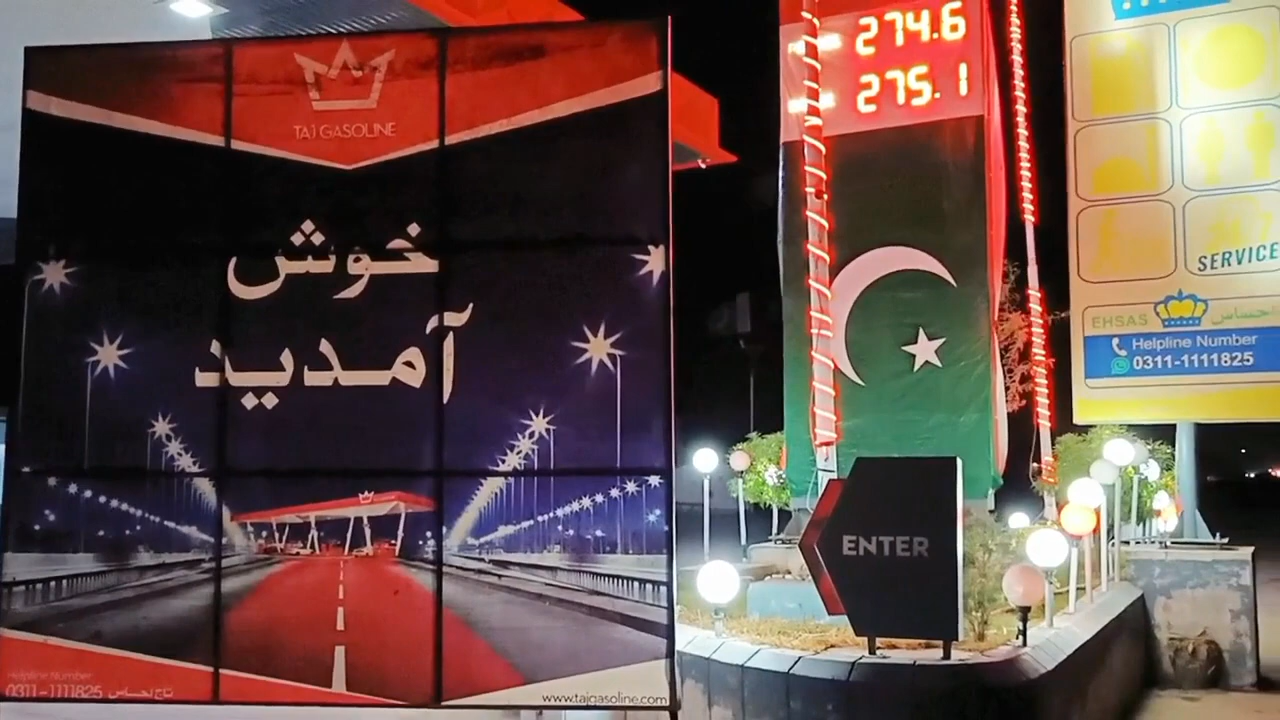 TAJ GASOLINE
خوش
آمدید
Helpline Number:
0311-1111825 تاج احساس
www.tajgasoline.com
274.6
275.1
ENTER
SERVICE
EHSAS احساس
Helpline Number
0311-1111825